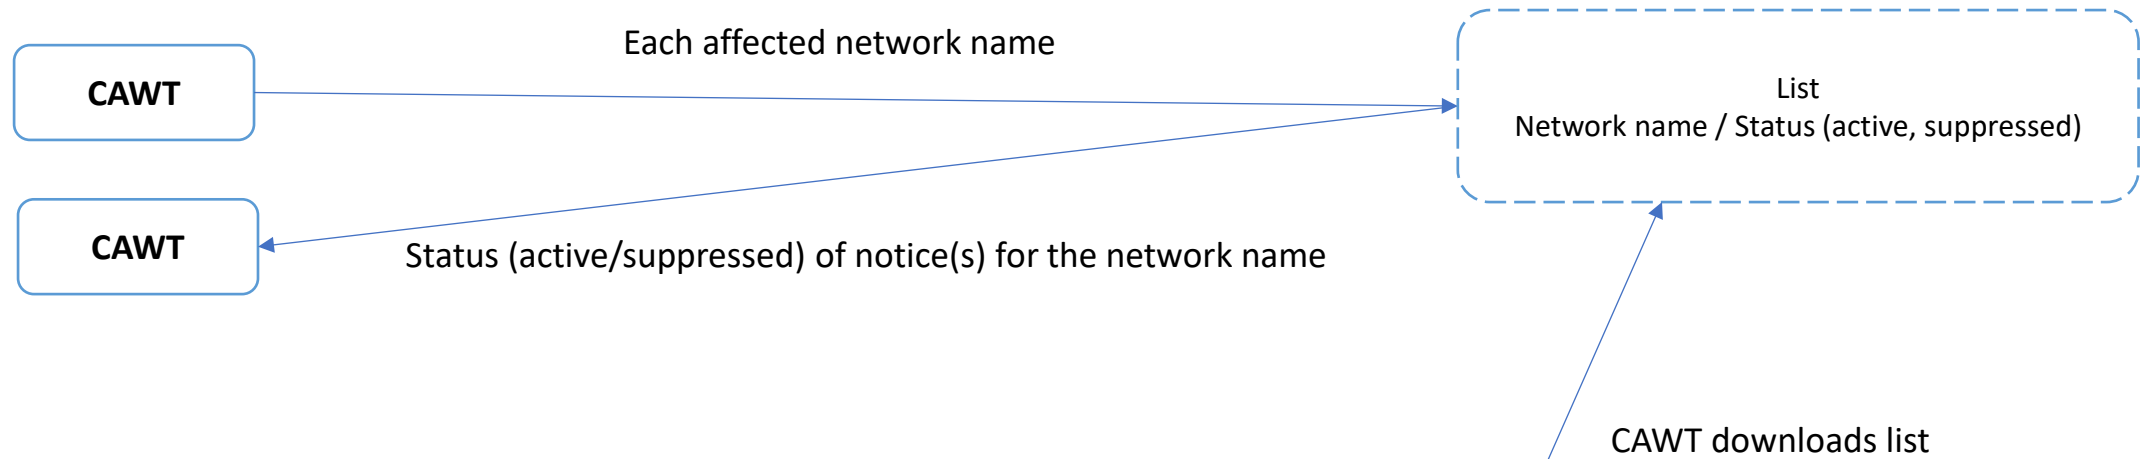 Each affected network name
CAWT
List
Network name / Status (active, suppressed)
CAWT
Status (active/suppressed) of notice(s) for the network name
CAWT downloads list